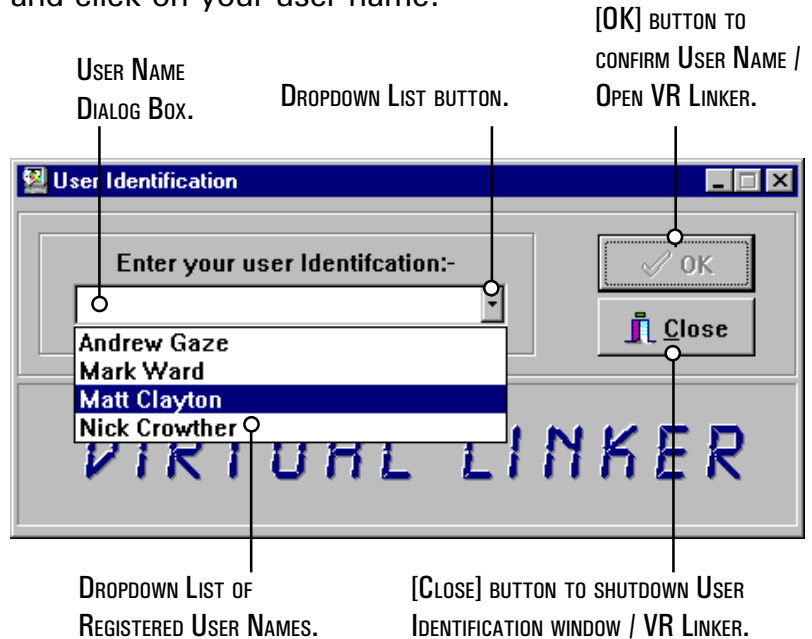 and click on your user name.
[OK] BUTTON TO
CONFIRM USER NAME /
OPEN VR LINKER.
USER NAME
DIALOG BOX.
DROPDOWN LIST BUTTON.
User Identification
Enter your user Identifcation:-
OK
Close
Andrew Gaze
Mark Ward
Matt Clayton
Nick Crowther
VIRTUAL LINKER
DROPDOWN LIST OF
REGISTERED USER NAMES.
[CLOSE] BUTTON TO SHUTDOWN USER
IDENTIFICATION WINDOW / VR LINKER.